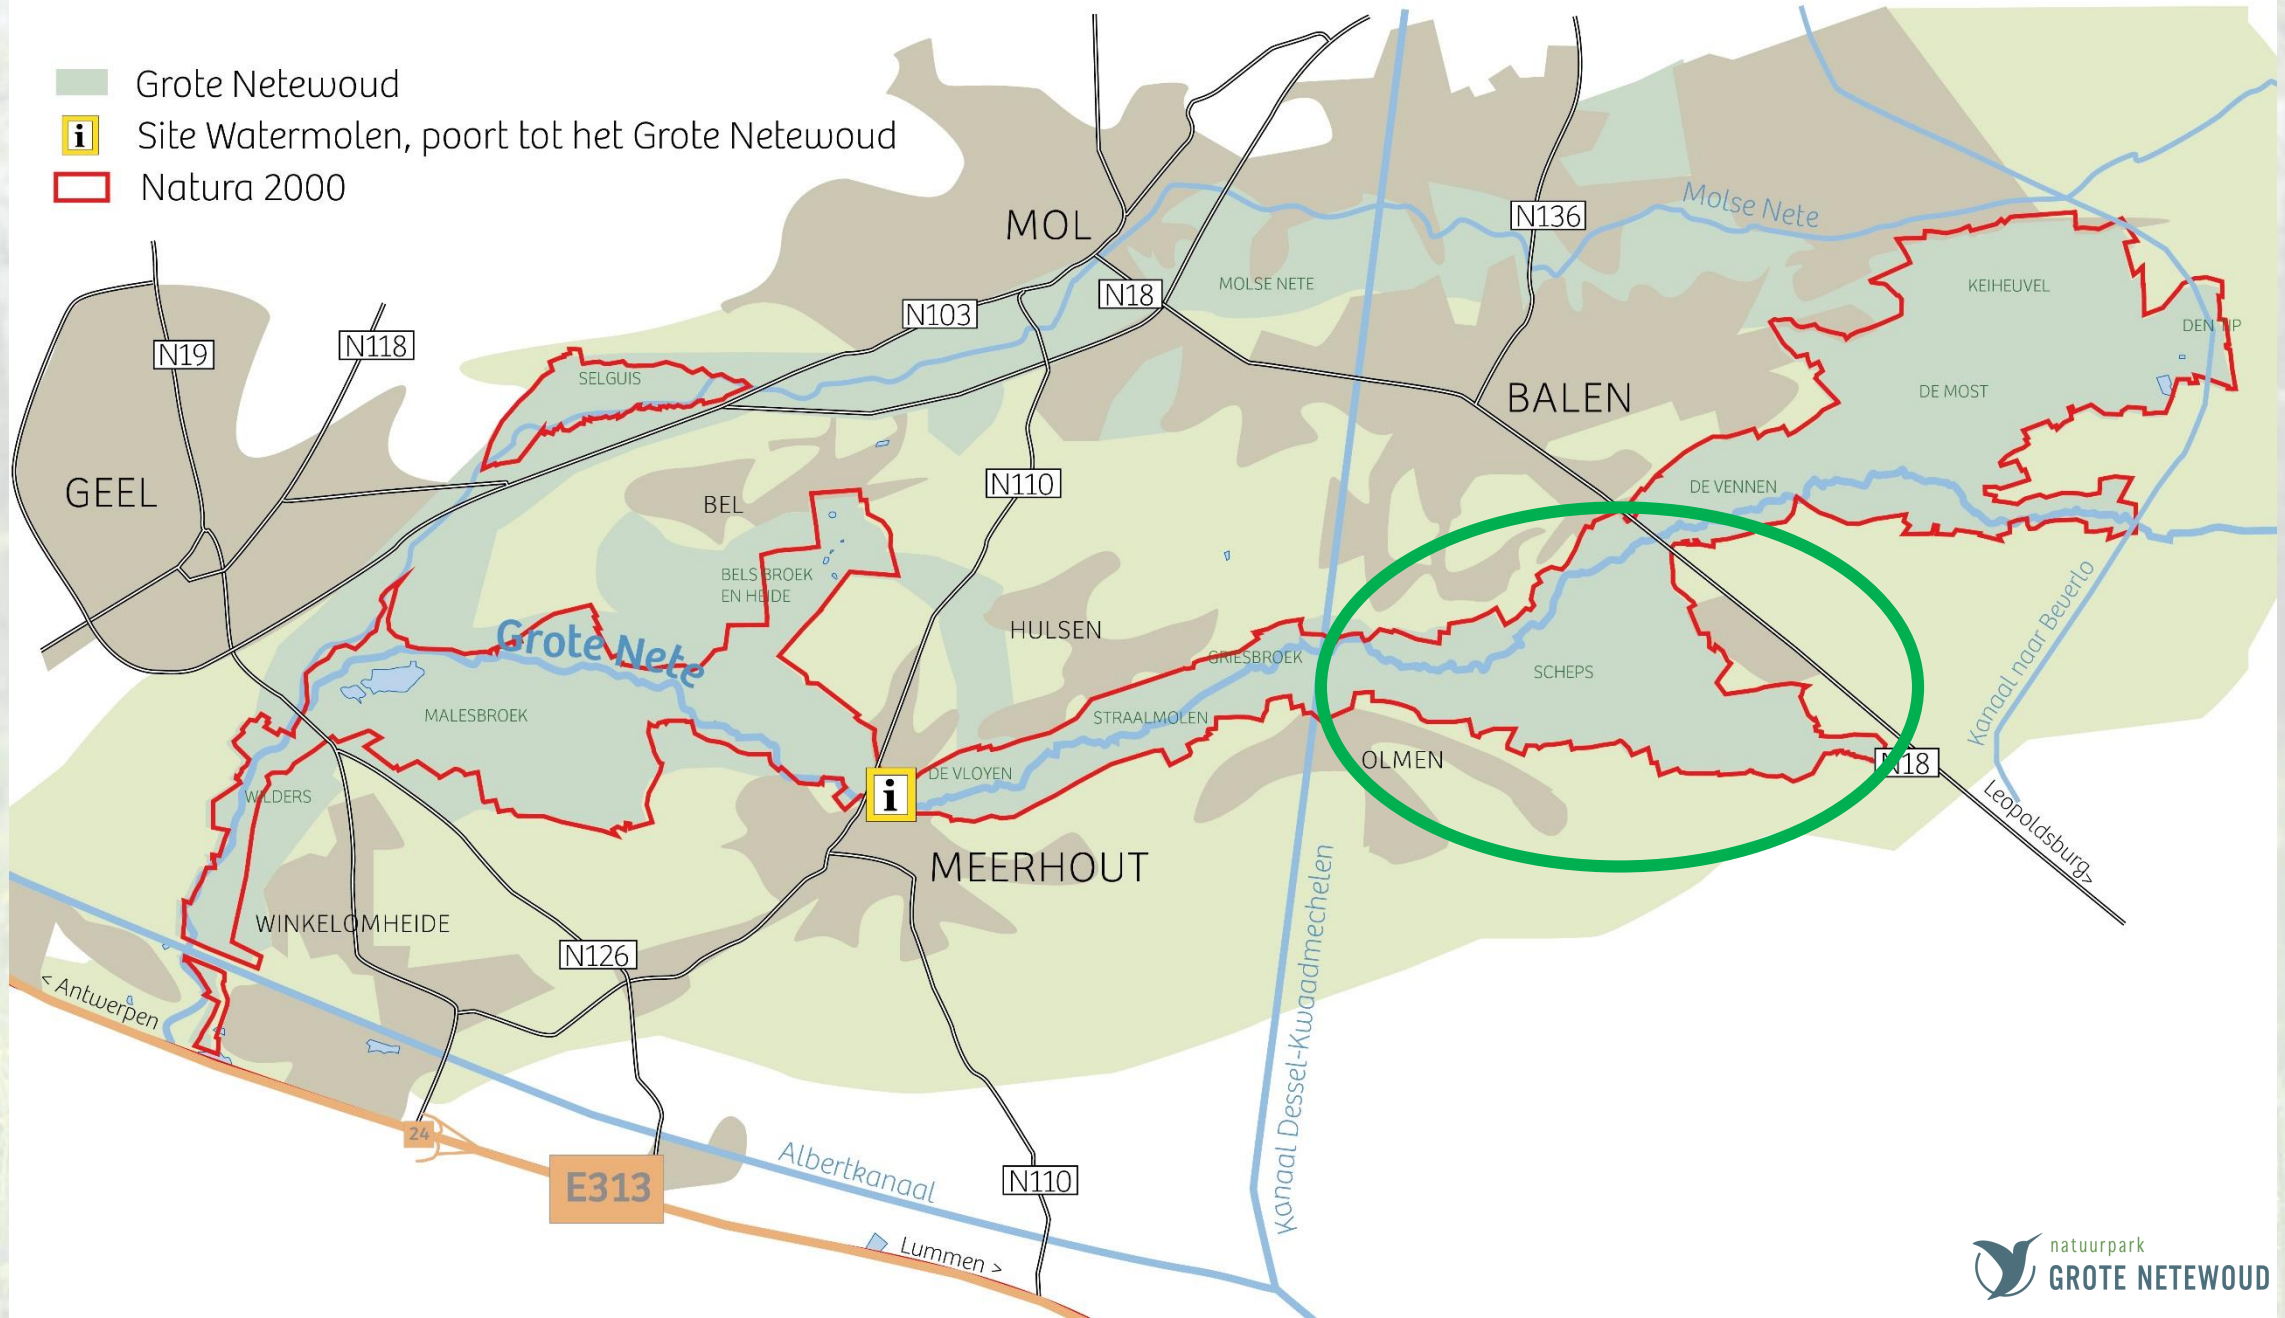 Grote Netewoud
i Site Watermolen, poort tot het Grote Netewoud
Natura 2000
MOL
N136
Molse Nete
N18
MOLSE NETE
KEIHEUVEL
N103
DEN TIP
N19
N118
SELGUIS
BALEN
DE MOST
GEEL
BEL
N110
DE VENNEN
BELS BROEK
EN HEIDE
Grote Nete
HULSEN
GRIESBROEK
SCHEPS
Kanaal naar Beverlo
MALESBROEK
STRAALMOLEN
OLMEN
N18
DE VLOYEN
i
WILDERS
Leopoldsburg>
MEERHOUT
WINKELOMHEIDE
N126
Kanaal Dessel-Kwaadmechelen
< Antwerpen
24
E313
Albertkanaal
N110
Lummen >
natuurpark
GROTE NETEWOUD